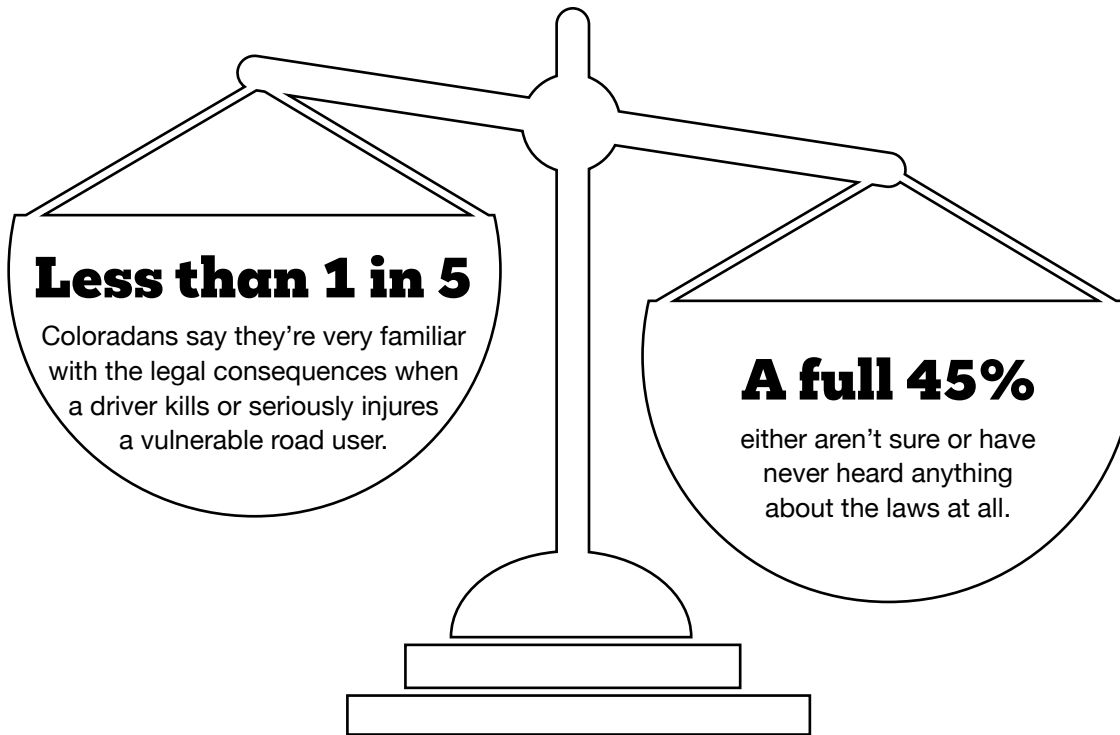 Less than 1 in 5
Coloradans say they’re very familiar
with the legal consequences when
a driver kills or seriously injures
a vulnerable road user.
A full 45%
either aren’t sure or have
never heard anything
about the laws at all.